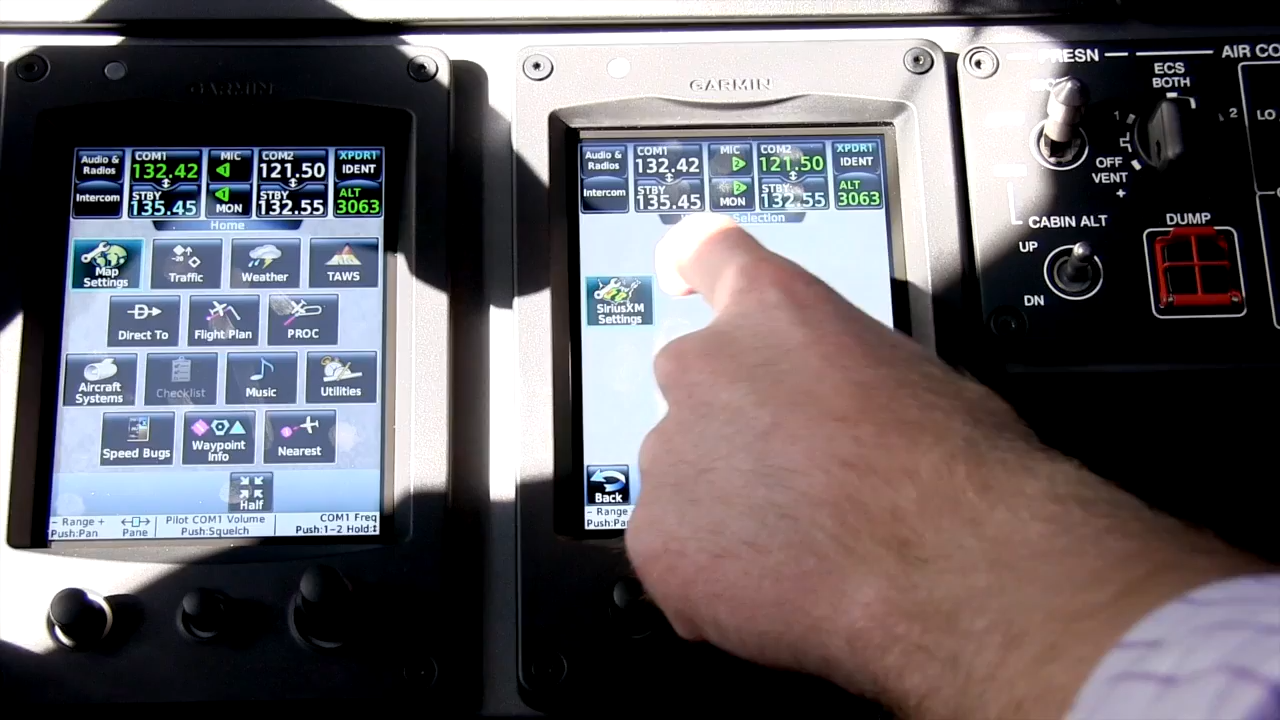 GARMIN
Audio &
Radios
Intercom
COM1
132.42
STBY
135.45
MIC
1
MON
COM2
121.50
STBY
132.55
XPDR1
IDENT
ALT
3063
Home
Map
Settings
Traffic
Weather
TAWS
Direct To
Flight Plan
PROC
Aircraft
Systems
Checklist
Music
Utilities
Speed Bugs
Waypoint
Info
Nearest
Half
– Range +
Push:Pan
Pane
Pilot COM1 Volume
Push:Squelch
COM1 Freq
Push:1–2 Hold:↕
GARMIN
Audio &
Radios
Intercom
COM1
132.42
STBY
135.45
MIC
2
2
MON
COM2
121.50
STBY
132.55
XPDR1
IDENT
ALT
3063
Selection
SiriusXM
Settings
Back
– Range
AIR CO
ECS
BOTH
1
2
OFF
VENT
LO
CABIN ALT
UP
DN
DUMP